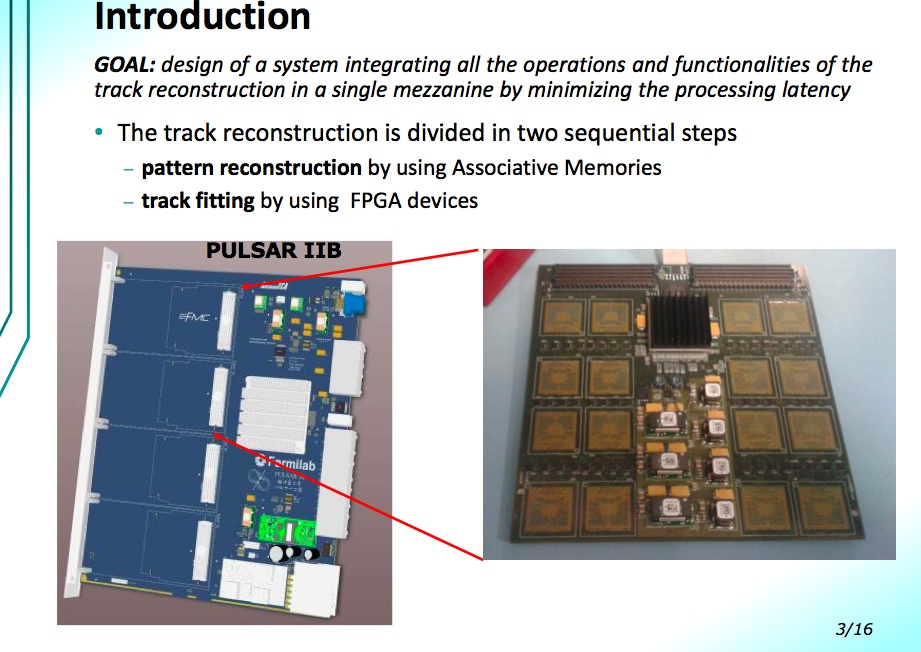 Introduction
GOAL: design of a system integrating all the operations and functionalities of the
track reconstruction in a single mezzanine by minimizing the processing latency
• The track reconstruction is divided in two sequential steps
– pattern reconstruction by using Associative Memories
– track fitting by using FPGA devices
PULSAR IIB
FMC
Fermilab
3/16